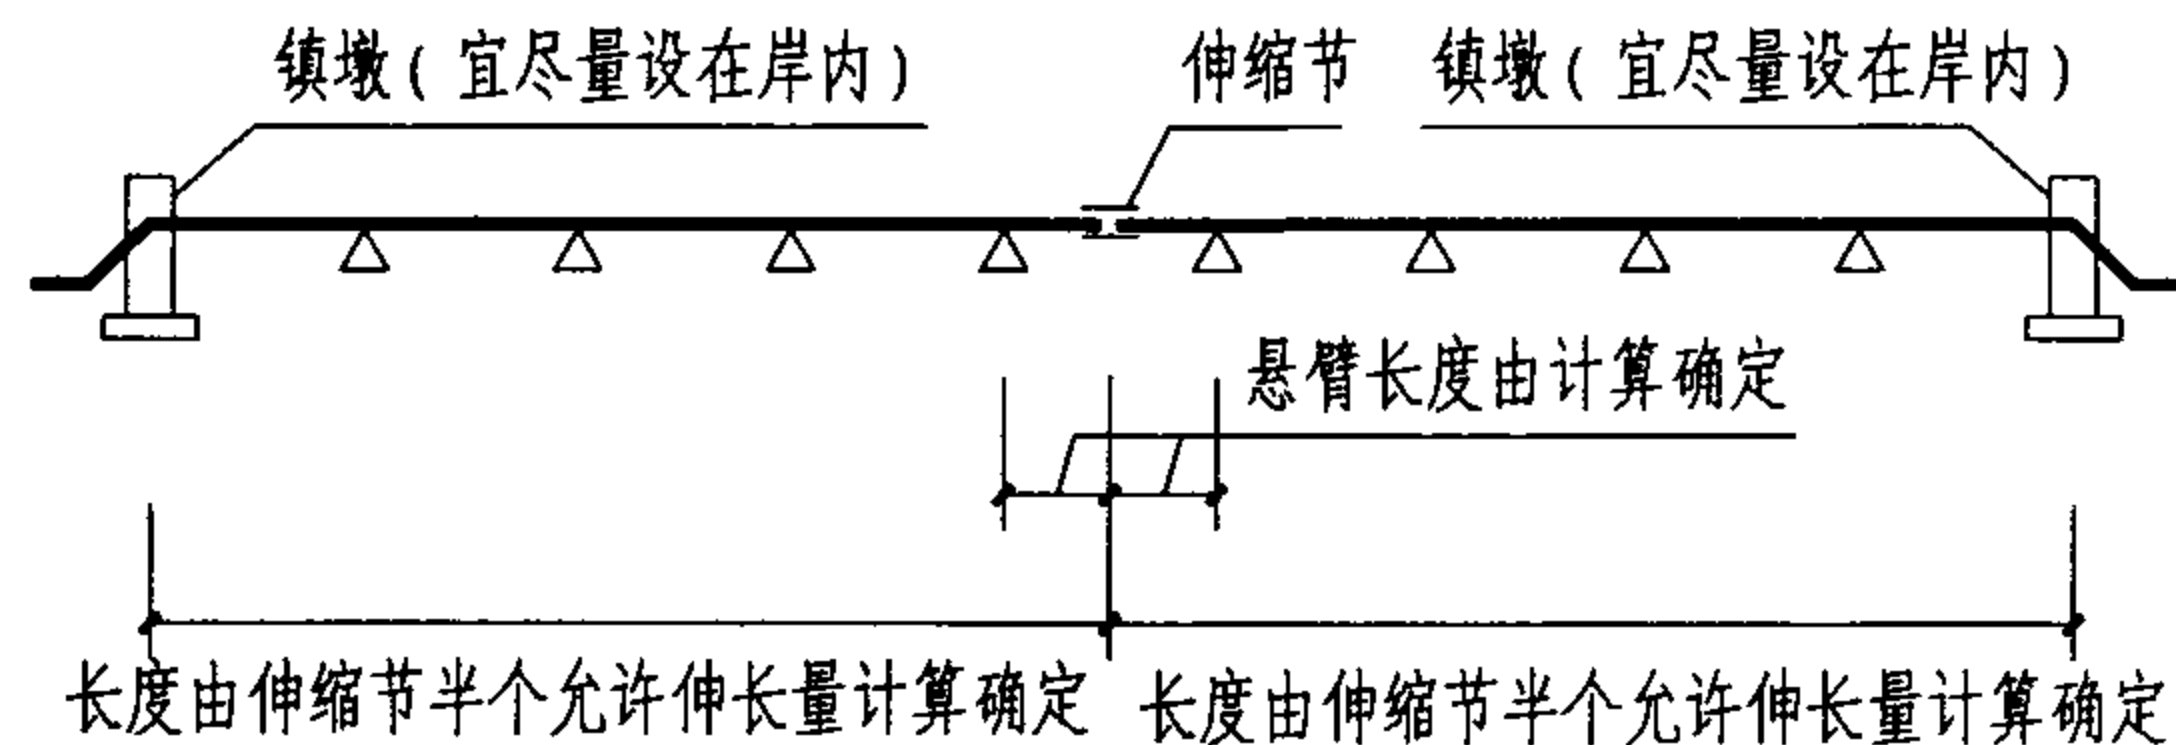 镇墩(宜尽量设在岸内) 伸缩节 镇墩(宜尽量设在岸内)
悬臂长度由计算确定
长度由伸缩节半个允许伸长量计算确定 长度由伸缩节半个允许伸长量计算确定